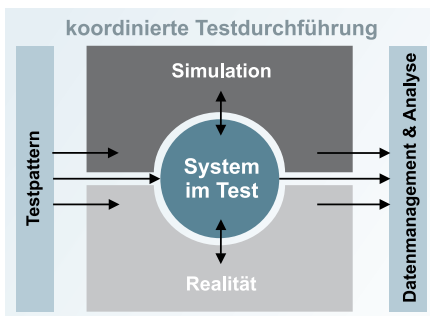 koordinierte Testdurchführung
Testpattern
Simulation
System
im Test
Realität
Datenmanagement & Analyse